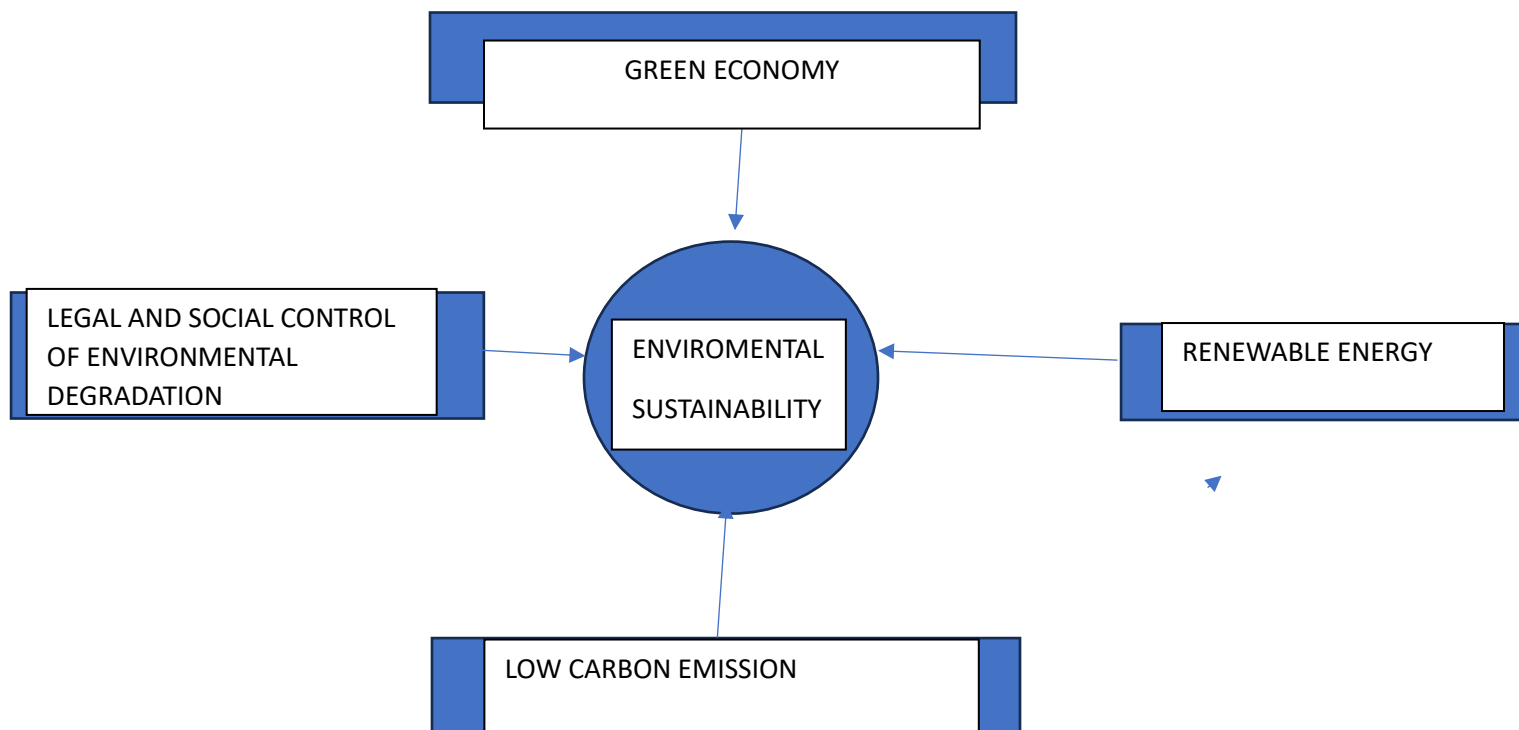 GREEN ECONOMY
LEGAL AND SOCIAL CONTROL
OF ENVIRONMENTAL
DEGRADATION
ENVIROMENTAL
SUSTAINABILITY
RENEWABLE ENERGY
LOW CARBON EMISSION